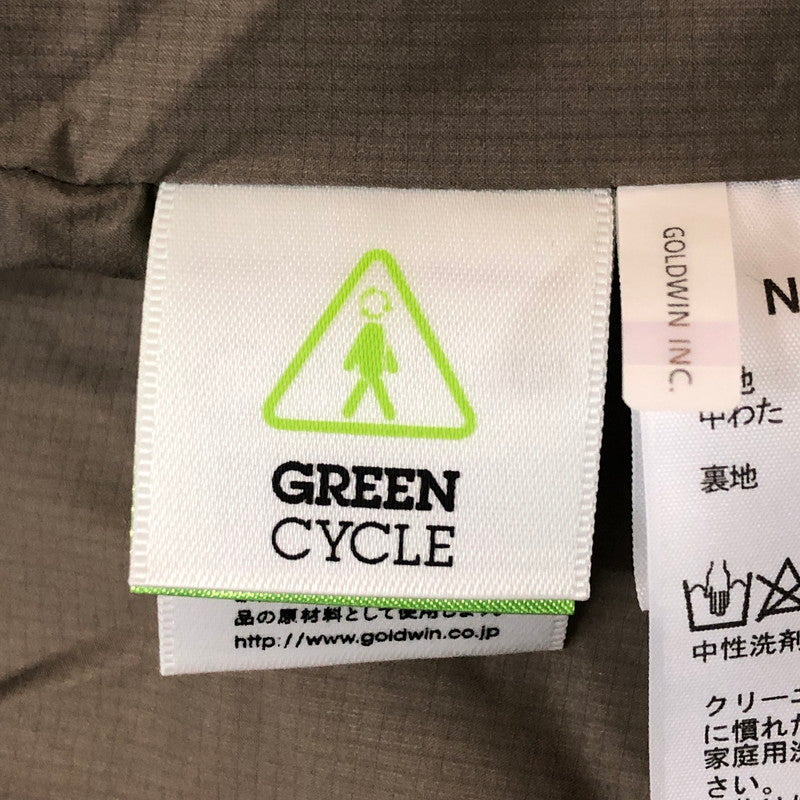 GREEN
CYCLE
品の原材料として使用します
http://www.goldwin.co.jp
GOLDWIN INC.
N
地
中わた
裏地
中性洗剤
クリーニ
に慣れた
家庭用洗
さい。